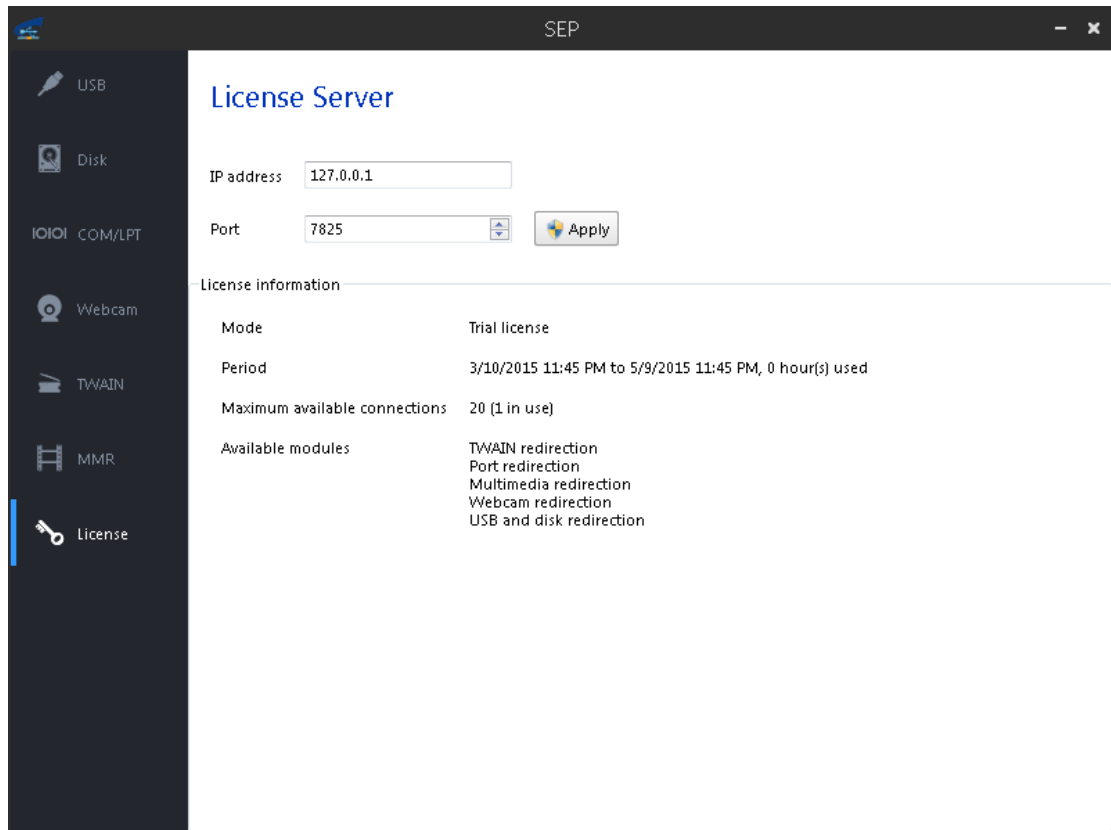 SEP
USB
Disk
IOIOI COM/LPT
Webcam
TWAIN
MMR
License
License Server
IP address 127.0.0.1
Port 7825 Apply
License information
Mode Trial license
Period 3/10/2015 11:45 PM to 5/9/2015 11:45 PM, 0 hour(s) used
Maximum available connections 20 (1 in use)
Available modules TWAIN redirection
Port redirection
Multimedia redirection
Webcam redirection
USB and disk redirection